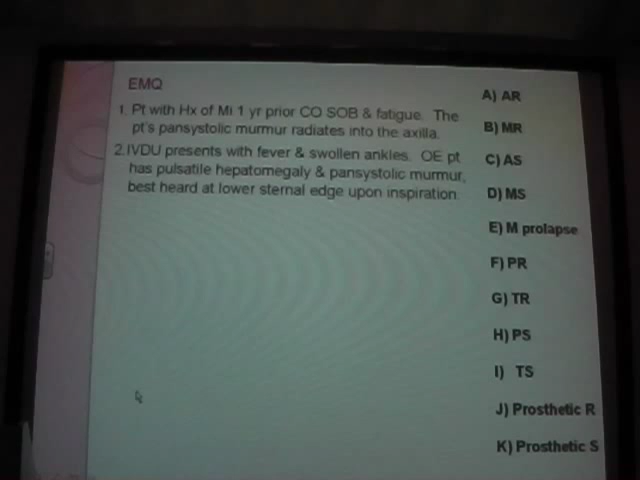 EMQ
1. Pt with Hx of Mi 1 yr prior CO SOB & fatigue. The
pt's pansystolic murmur radiates into the axilla.
2.IVDU presents with fever & swollen ankles. OE pt
has pulsatile hepatomegaly & pansystolic murmur,
best heard at lower sternal edge upon inspiration.
A) AR
B) MR
C) AS
D) MS
E) M prolapse
F) PR
G) TR
H) PS
I) TS
J) Prosthetic R
K) Prosthetic S